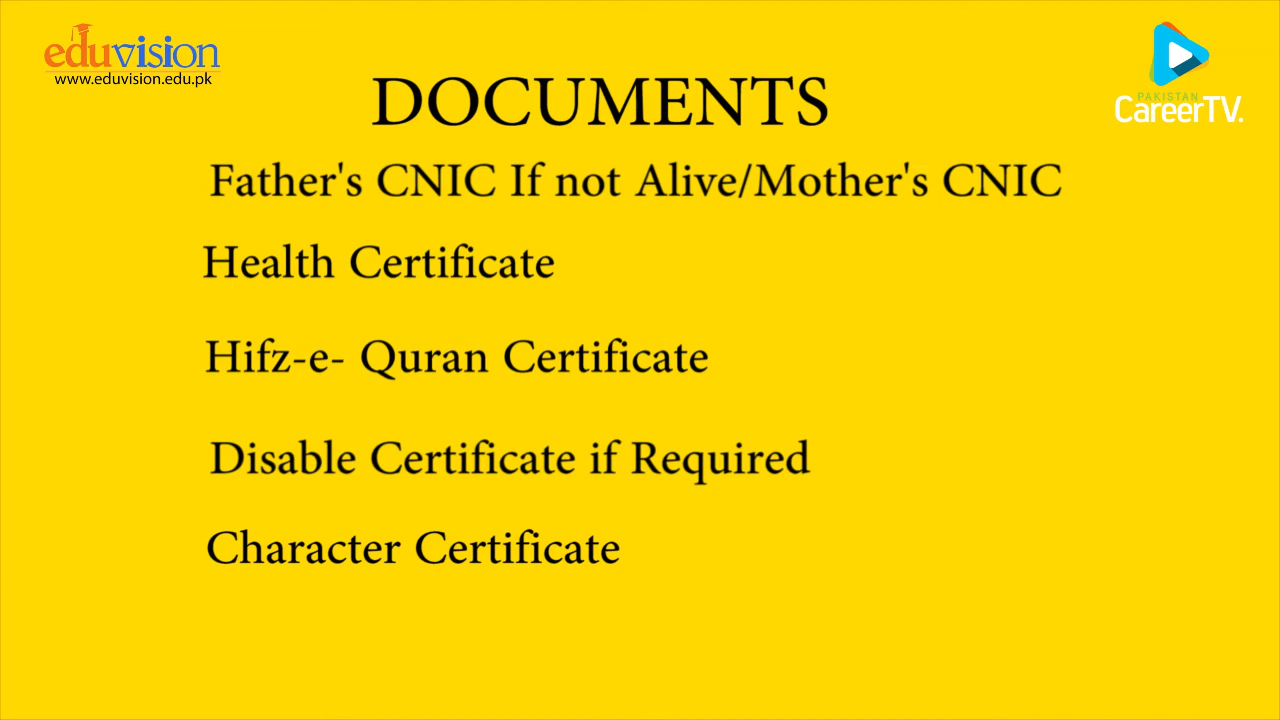 eduvision
www.eduvision.edu.pk
PAKISTAN
CareerTV.
DOCUMENTS
Father's CNIC If not Alive/Mother's CNIC
Health Certificate
Hifz-e- Quran Certificate
Disable Certificate if Required
Character Certificate